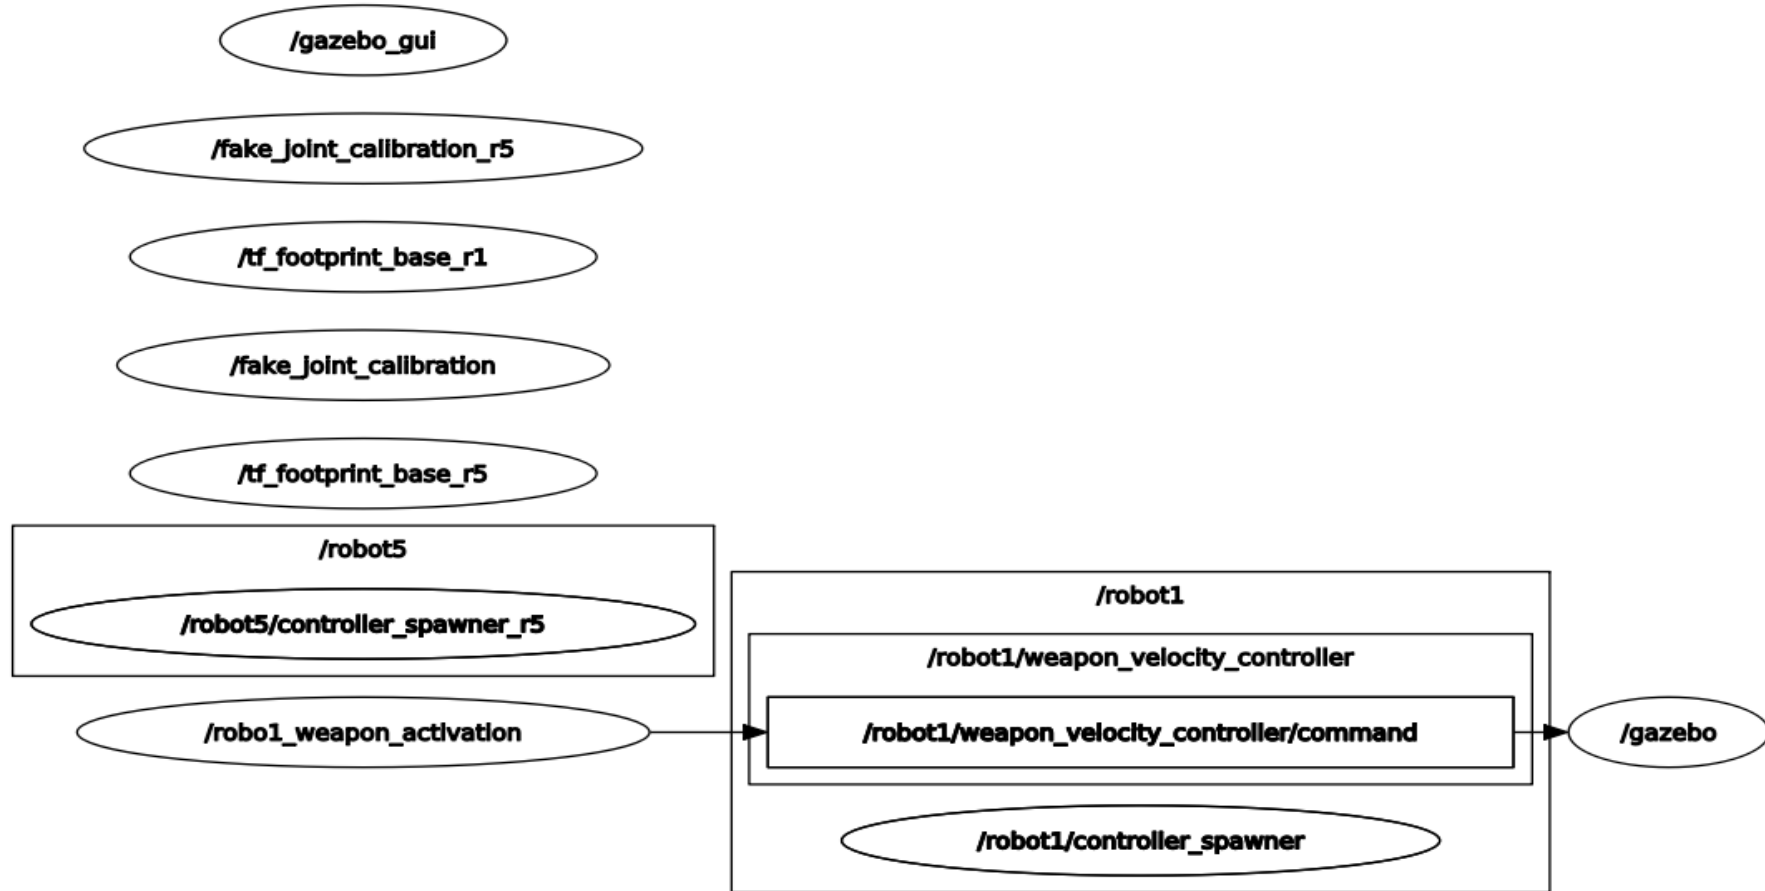 /gazebo_gui
/fake_joint_calibration_r5
/tf_footprint_base_r1
/fake_joint_calibration
/tf_footprint_base_r5
/robot5
/robot5/controller_spawner_r5
/robo1_weapon_activation
/robot1
/robot1/weapon_velocity_controller
/robot1/weapon_velocity_controller/command
/robot1/controller_spawner
/gazebo